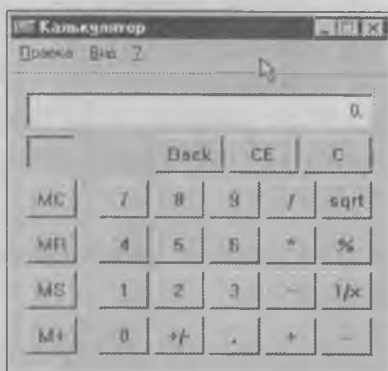 Калькулятор
Правка Вид ?
0.
Back CE C
MC 7 8 9 / sqrt
MR 4 5 6 * %
MS 1 2 3 - 1/x
M+ 0 +/- . + =